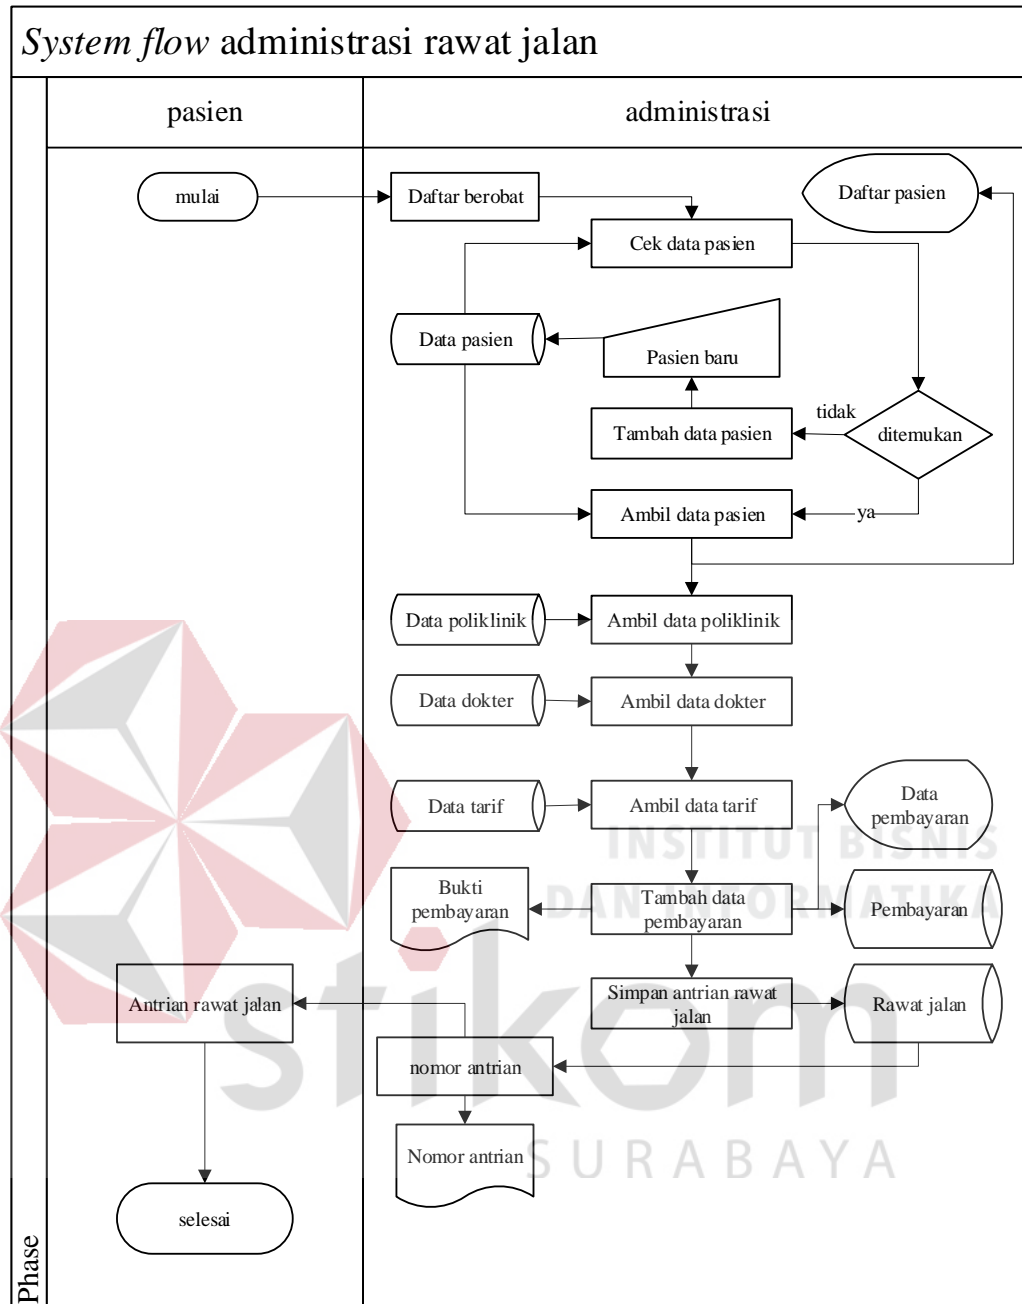 System flow administrasi rawat jalan
pasien
administrasi
mulai
Daftar berobat
Daftar pasien
Cek data pasien
Data pasien
Pasien baru
tidak
Tambah data pasien
ditemukan
Ambil data pasien
ya
Data poliklinik
Ambil data poliklinik
Data dokter
Ambil data dokter
Data tarif
Ambil data tarif
Data
pembayaran
INSTITUT BISNIS
DAN INFORMATIKA
Bukti
pembayaran
Tambah data
pembayaran
Pembayaran
Antrian rawat jalan
Simpan antrian rawat
jalan
Rawat jalan
stikom
nomor antrian
Nomor antrian
SURABAYA
selesai
Phase